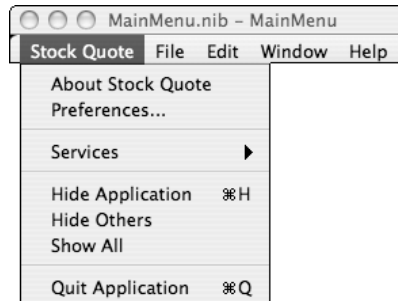 MainMenu.nib – MainMenu
Stock Quote File Edit Window Help
About Stock Quote
Preferences...
Services
Hide Application ⌘H
Hide Others
Show All
Quit Application ⌘Q